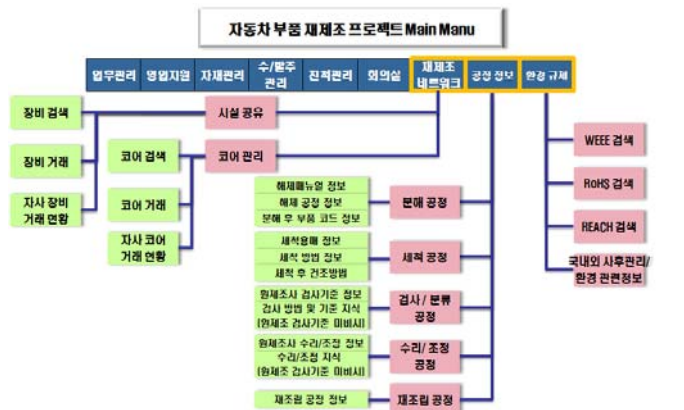 자동차 부품 재제조 프로젝트 Main Manu
업무관리
영업지원
자재관리
수/발주
관리
진척관리
회의실
재제조
네트워크
공정 정보
환경 규제
장비 검색
장비 거래
자사 장비
거래 현황
시설 공유
코어 검색
코어 거래
자사 코어
거래 현황
코어 관리
해체매뉴얼 정보
해체 공정 정보
분해 후 부품 코드 정보
분해 공정
세척용매 정보
세척 방법 정보
세척 후 건조방법
세척 공정
원제조사 검사기준 정보
검사 방법 및 기준 지식
(원제조 검사기준 미비시)
검사 / 분류
공정
원제조사 수리/조정 정보
수리/조정 지식
(원제조 검사기준 미비시)
수리/ 조정
공정
재조립 공정 정보
재조립 공정
WEEE 검색
RoHS 검색
REACH 검색
국내외 사후관리/
환경 관련정보